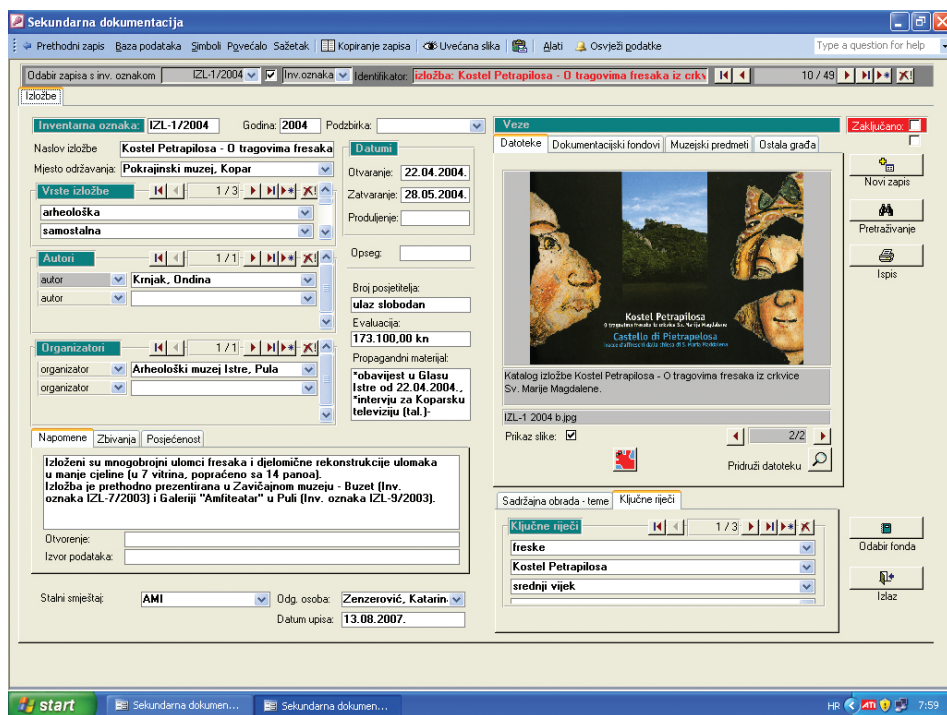 Sekundarna dokumentacija
Prethodni zapis Baza podataka Simboli Povećalo Sažetak Kopiranje zapisa Uvećana slika Alati Osvježi podatke Type a question for help
Odabir zapisa s inv. oznakom IZL-1/2004 Inv.oznaka Identifikator: izložba: Kostel Petrapilosa - O tragovima fresaka iz crkv 10 / 49
Izložbe
Inventarna oznaka: IZL-1/2004 Godina: 2004 Podzbirka:
Naslov izložbe Kostel Petrapilosa - O tragovima fresaka
Mjesto održavanja: Pokrajinski muzej, Kopar
Vrste izložbe 1 / 3
arheološka
samostalna
Autori 1 / 1
autor Krnjak, Ondina
autor
Organizatori 1 / 1
organizator Arheološki muzej Istre, Pula
organizator
Datumi
Otvaranje: 22.04.2004.
Zatvaranje: 28.05.2004.
Produljenje:
Opseg:
Broj posjetitelja:
ulaz slobodan
Evaluacija:
173.100,00 kn
Propagandni materijal:
*obavijest u Glasu
Istre od 22.04.2004.,
*intervju za Koparsku
televiziju (tal.)-
Napomene Zbivanja Posjećenost
Izloženi su mnogobrojni ulomci fresaka i djelomične rekonstrukcije ulomaka
u manje cjeline (u 7 vitrina, popraćeno sa 14 panoa).
Izložba je prethodno prezentirana u Zavičajnom muzeju - Buzet (Inv.
oznaka IZL-7/2003) i Galeriji "Amfiteatar" u Puli (Inv. oznaka IZL-9/2003).
Otvorenje:
Izvor podataka:
Stalni smještaj: AMI Odg. osoba: Zenzerović, Katarin
Datum upisa: 13.08.2007.
Veze
Datoteke Dokumentacijski fondovi Muzejski predmeti Ostala građa
Kostel Petrapilosa
O tragovima fresaka iz crkvice Sv. Marije Magdalene
Castello di Pietrapelosa
Katalog izložbe Kostel Petrapilosa - O tragovima fresaka iz crkvice
Sv. Marije Magdalene.
IZL-1 2004 b.jpg
Prikaz slike: 2/2
Pridruži datoteku
Sadržajna obrada - teme Ključne riječi
Ključne riječi 1 / 3
freske
Kostel Petrapilosa
srednji vijek
Zaključano:
Novi zapis
Pretraživanje
Ispis
Odabir fonda
Izlaz
start Sekundarna dokumen... Sekundarna dokumen... HR ATI 7:59